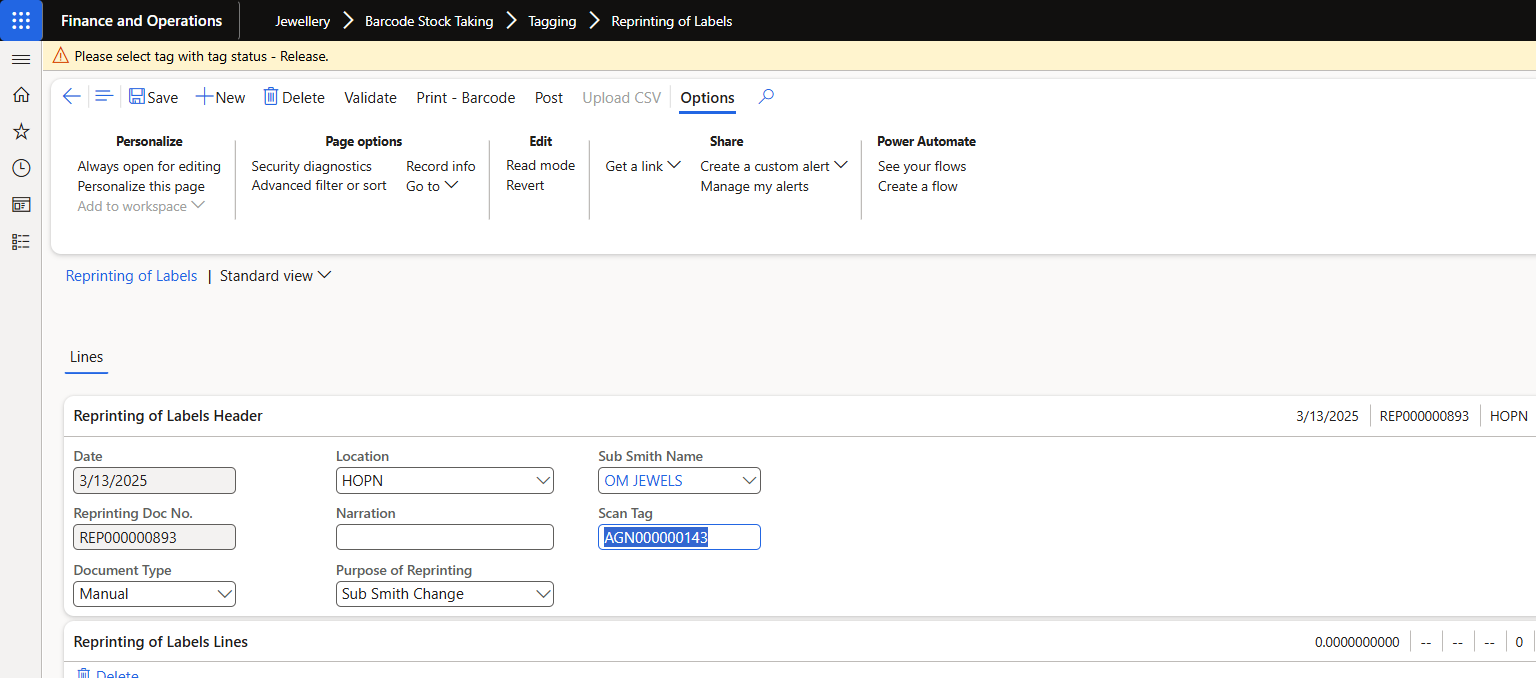 Finance and Operations Jewellery Barcode Stock Taking Tagging Reprinting of Labels
Please select tag with tag status - Release.
Save New Delete Validate Print - Barcode Post Upload CSV Options
Personalize Page options Edit Share Power Automate
Always open for editing Security diagnostics Record info Read mode Get a link Create a custom alert See your flows
Personalize this page Advanced filter or sort Go to Revert Manage my alerts Create a flow
Add to workspace
Reprinting of Labels | Standard view
Lines
Reprinting of Labels Header 3/13/2025 REP000000893 HOPN
Date Location Sub Smith Name
3/13/2025 HOPN OM JEWELS
Reprinting Doc No. Narration Scan Tag
REP000000893 AGN000000143
Document Type Purpose of Reprinting
Manual Sub Smith Change
Reprinting of Labels Lines 0.0000000000 -- -- -- 0
Delete